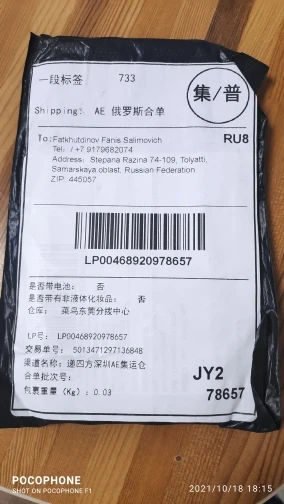 一段标签 733
集/普
Shipping: AE 俄罗斯合单
To: Fatkhutdinov Fanis Salimovich RU8
Tel: / +7 9179682074
Address: Stepana Razina 74-109, Tolyatti,
Samarskaya oblast, Russian Federation
ZIP: 445057
LP00468920978657
是否带电池: 否
是否带有非液体化妆品: 否
仓库: 菜鸟东莞分拨中心
LP号: LP00468920978657
交易单号: 5013471297136848
渠道名称: 递四方深圳AE集运仓
合单批次号:
JY2
包裹重量 (Kg): 0.03
78657
POCOPHONE
SHOT ON POCOPHONE F1
2021/10/18 18:15